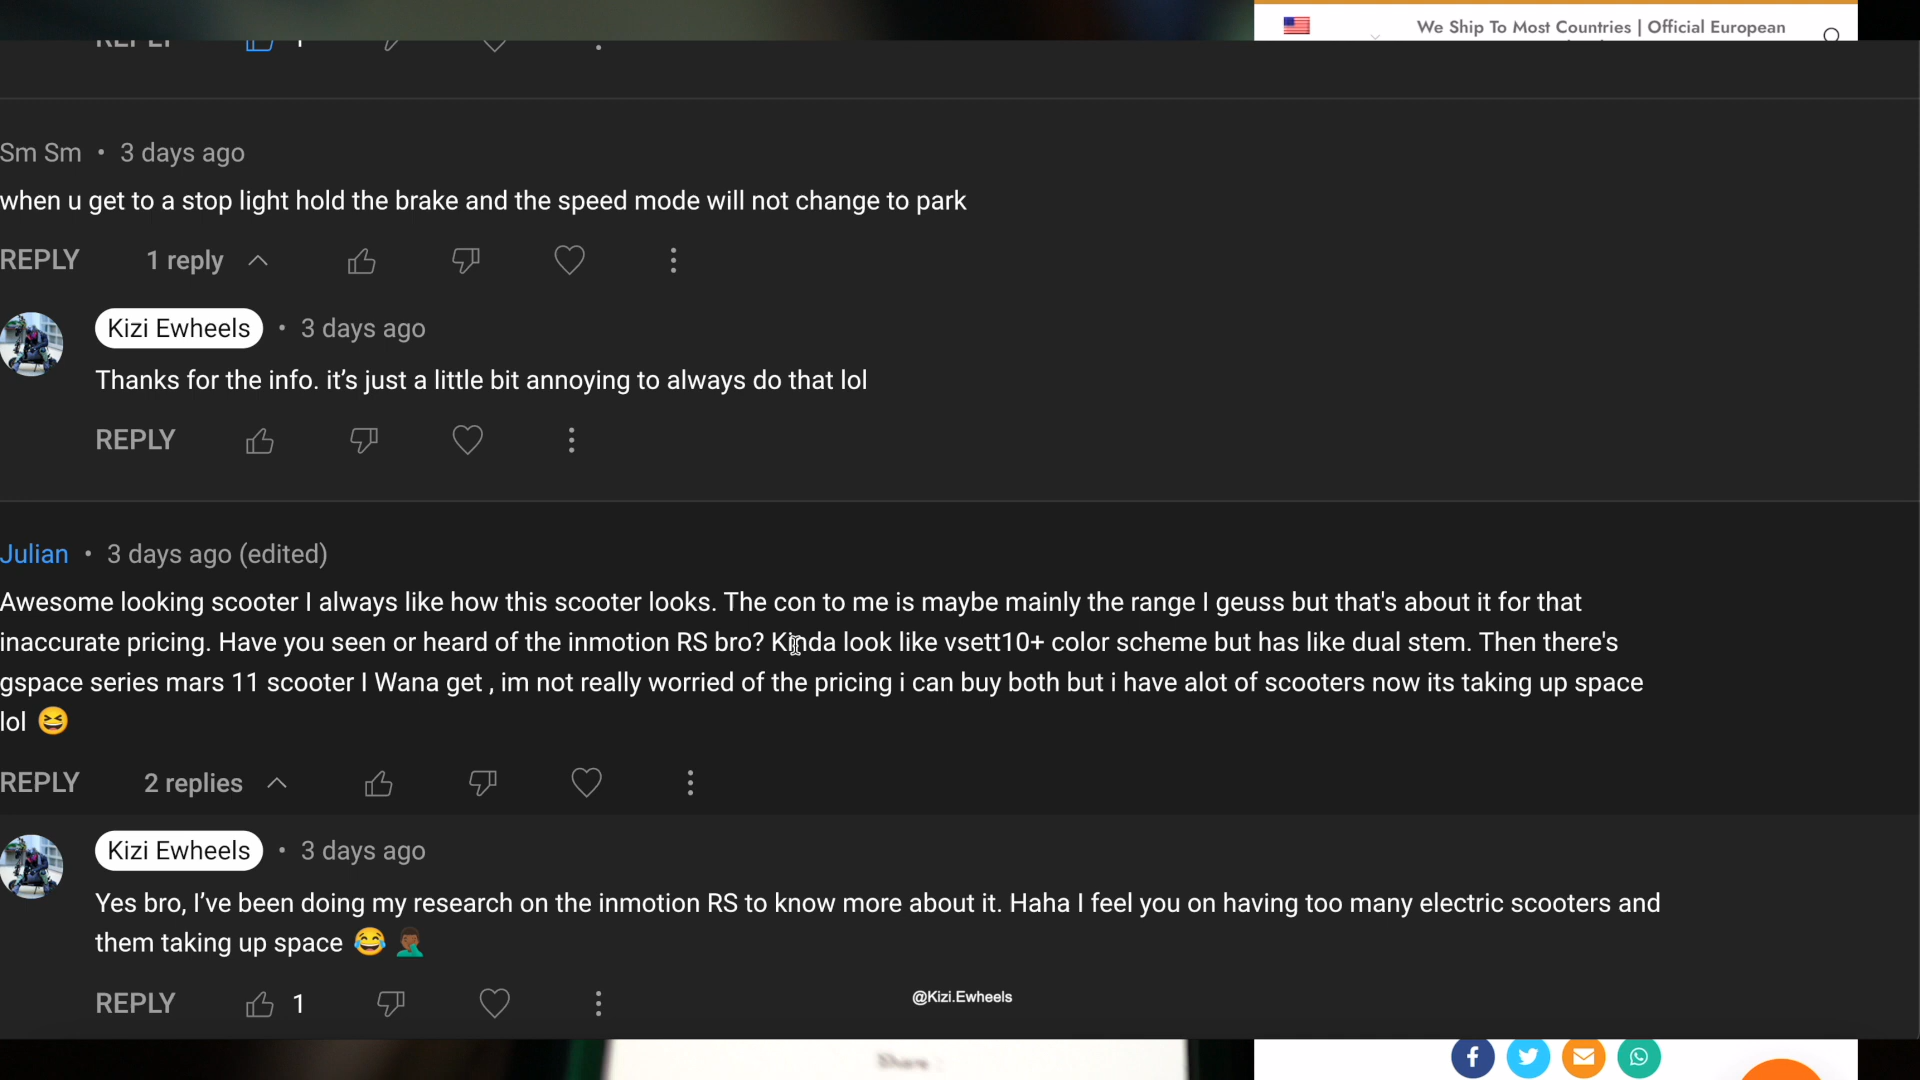 We Ship To Most Countries | Official European
REPLY 1
Sm Sm • 3 days ago
when u get to a stop light hold the brake and the speed mode will not change to park
REPLY 1 reply
Kizi Ewheels • 3 days ago
Thanks for the info. it’s just a little bit annoying to always do that lol
REPLY
Julian • 3 days ago (edited)
Awesome looking scooter I always like how this scooter looks. The con to me is maybe mainly the range I geuss but that's about it for that
inaccurate pricing. Have you seen or heard of the inmotion RS bro? Kinda look like vsett10+ color scheme but has like dual stem. Then there's
gspace series mars 11 scooter I Wana get , im not really worried of the pricing i can buy both but i have alot of scooters now its taking up space
lol 😆
REPLY 2 replies
Kizi Ewheels • 3 days ago
Yes bro, I’ve been doing my research on the inmotion RS to know more about it. Haha I feel you on having too many electric scooters and
them taking up space 😂 🤦🏾‍♂️
REPLY 1
@Kizi.Ewheels
Share